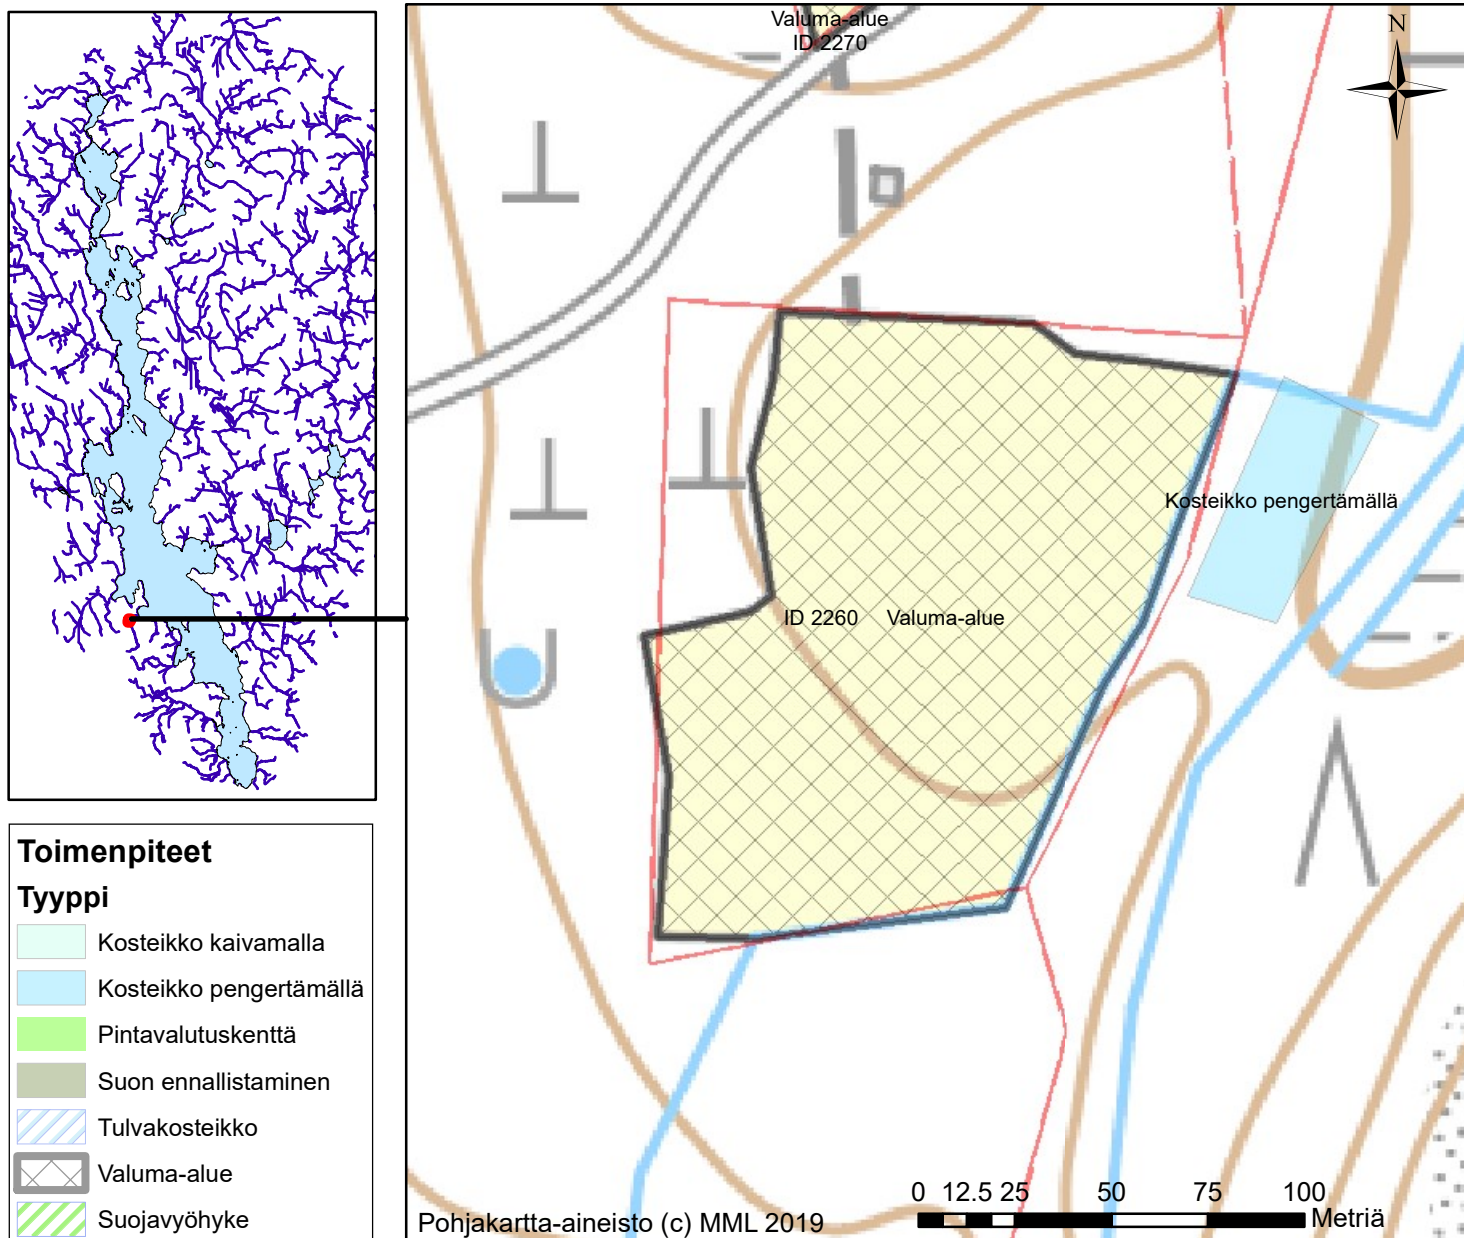 Valuma-alue
ID 2270
N
Kosteikko pengertämällä
ID 2260 Valuma-alue
Toimenpiteet
Tyyppi
Kosteikko kaivamalla
Kosteikko pengertämällä
Pintavalutuskenttä
Suon ennallistaminen
Tulvakosteikko
Valuma-alue
Suojavyöhyke
0 12.5 25 50 75 100
Metriä
Pohjakartta-aineisto (c) MML 2019